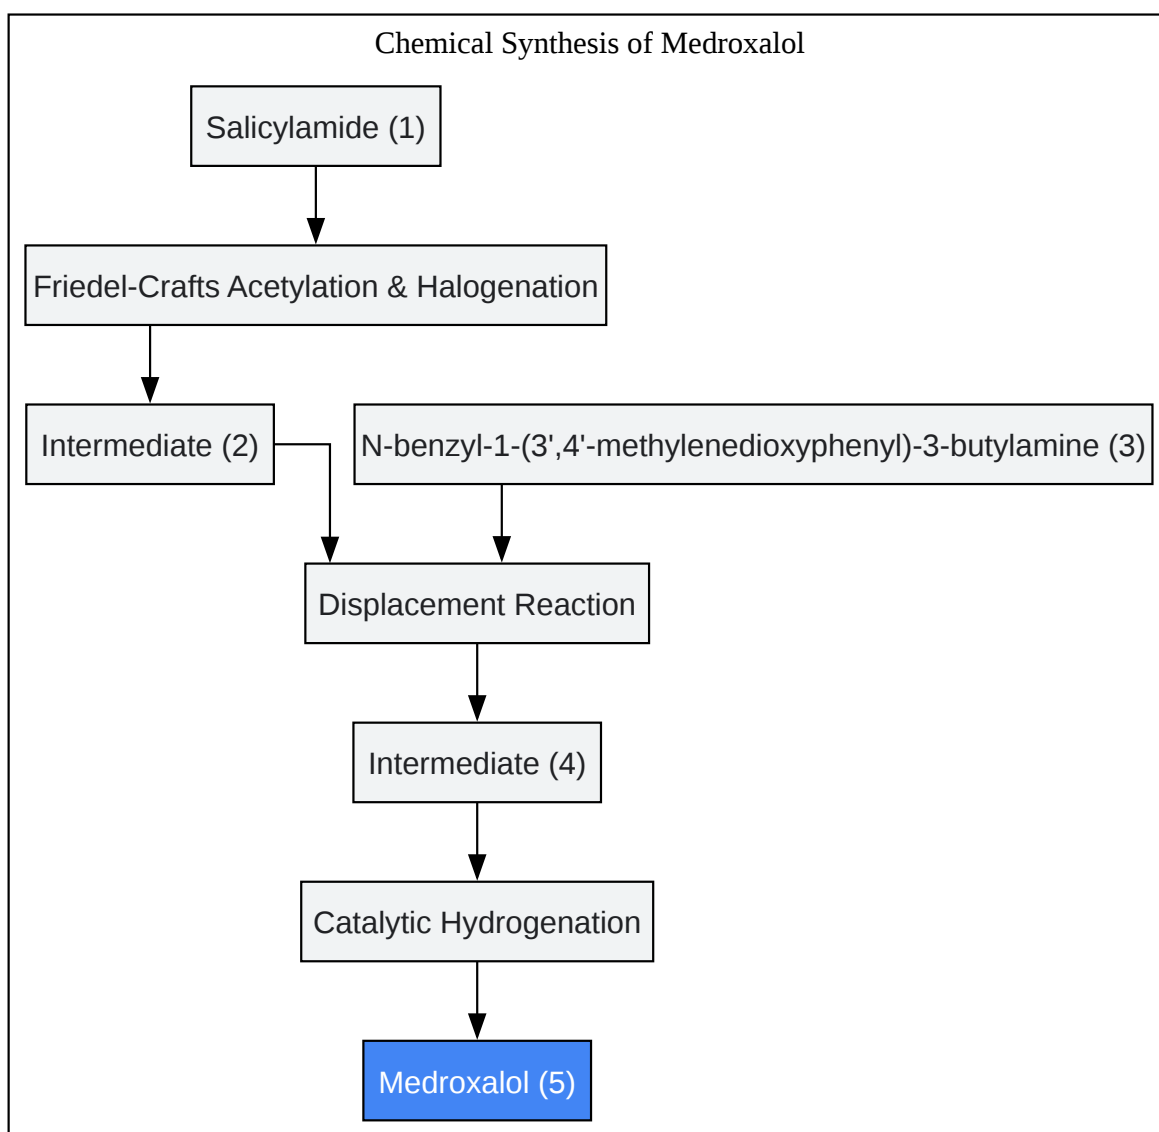 Chemical Synthesis of Medroxalol
Salicylamide (1)
Friedel-Crafts Acetylation & Halogenation
Intermediate (2)
N-benzyl-1-(3',4'-methylenedioxyphenyl)-3-butylamine (3)
Displacement Reaction
Intermediate (4)
Catalytic Hydrogenation
Medroxalol (5)